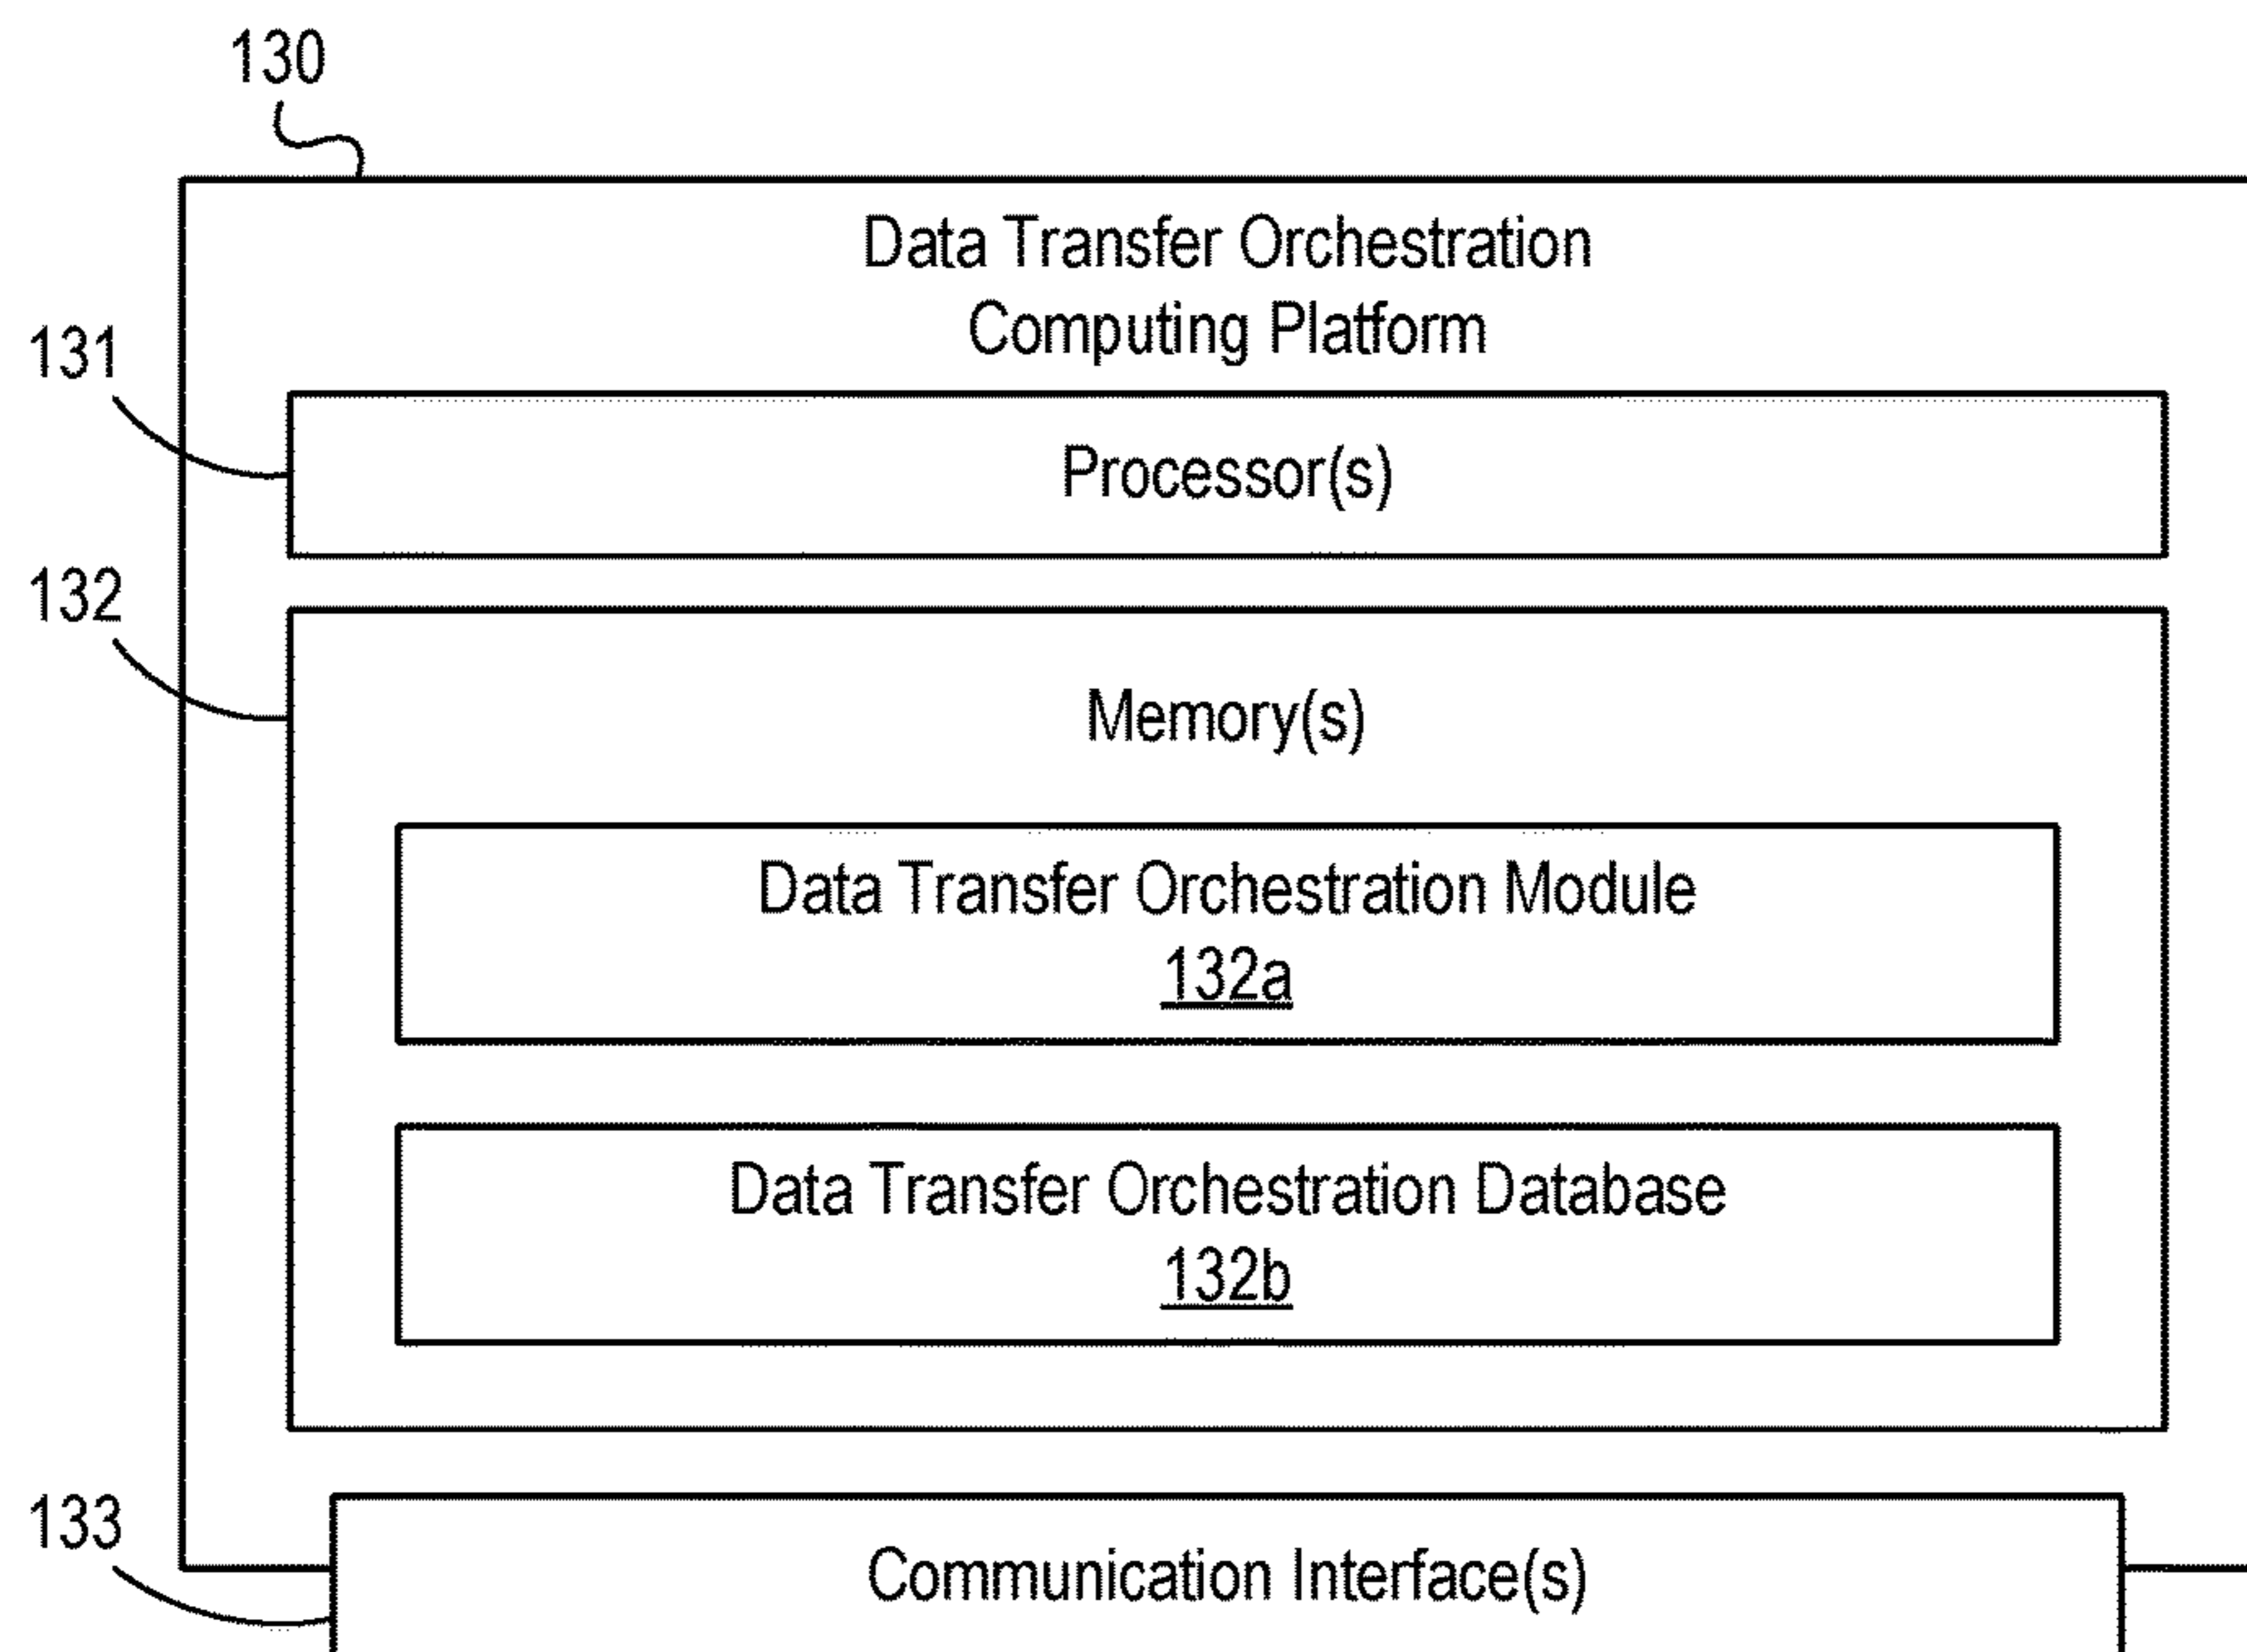 130
Data Transfer Orchestration
Computing Platform
131
Processor(s)
132
Memory(s)
Data Transfer Orchestration Module
132a
Data Transfer Orchestration Database
132b
133
Communication Interface(s)